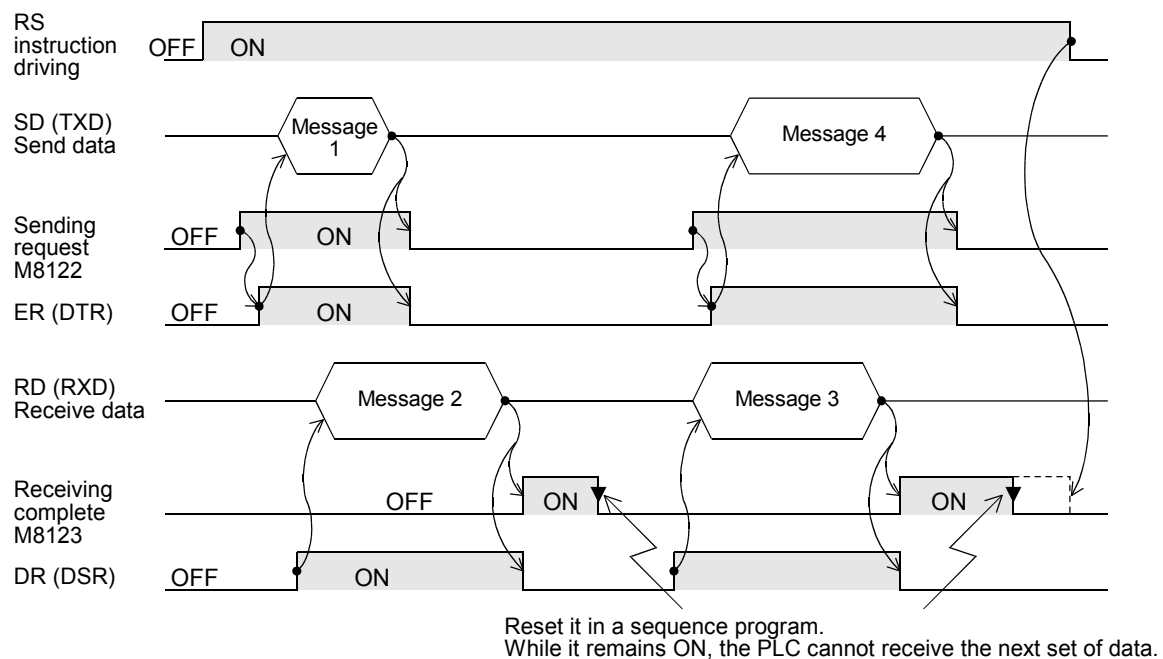 RS
instruction
driving
OFF ON
SD (TXD)
Send data
Message
1
Message 4
Sending
request
M8122
OFF ON
ER (DTR)
OFF ON
RD (RXD)
Receive data
Message 2
Message 3
Receiving
complete
M8123
OFF ON ON
DR (DSR)
OFF ON
Reset it in a sequence program.
While it remains ON, the PLC cannot receive the next set of data.